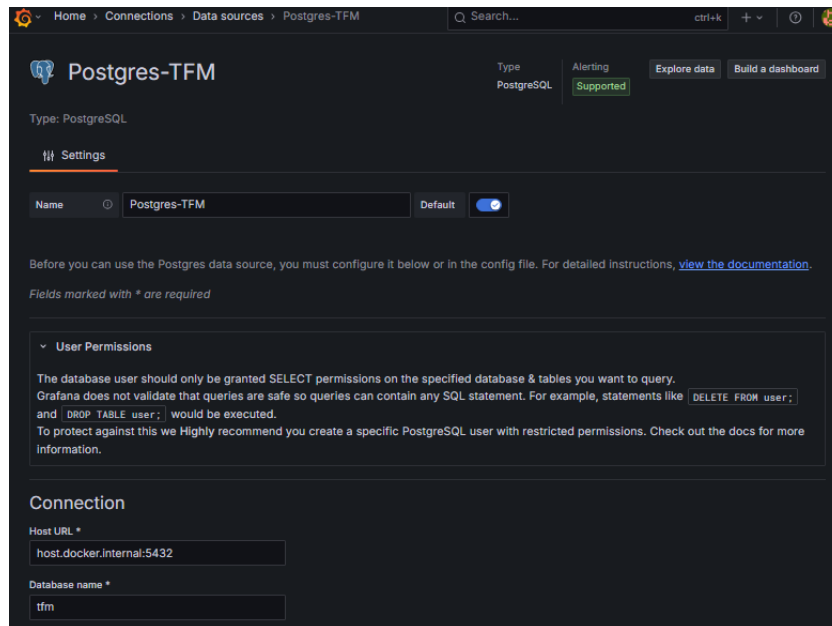 Home > Connections > Data sources > Postgres-TFM
Search...
ctrl+k
Postgres-TFM
Type
PostgreSQL
Alerting
Supported
Explore data
Build a dashboard
Type: PostgreSQL
Settings
Name
Postgres-TFM
Default
Before you can use the Postgres data source, you must configure it below or in the config file. For detailed instructions, view the documentation.
Fields marked with * are required
User Permissions
The database user should only be granted SELECT permissions on the specified database & tables you want to query.
Grafana does not validate that queries are safe so queries can contain any SQL statement. For example, statements like DELETE FROM user;
and DROP TABLE user; would be executed.
To protect against this we Highly recommend you create a specific PostgreSQL user with restricted permissions. Check out the docs for more
information.
Connection
Host URL *
host.docker.internal:5432
Database name *
tfm